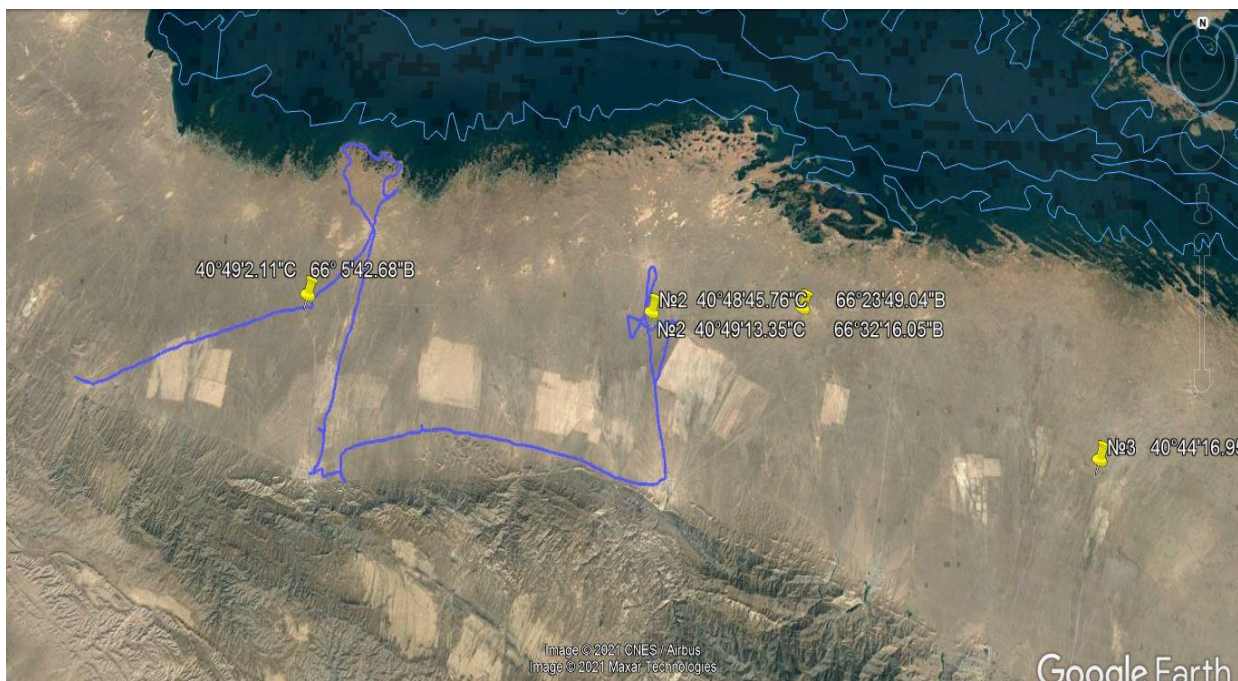 N
40°49'2.11"С 66° 5'42.68"В
№2 40°48'45.76"С 66°23'49.04"В
№2 40°49'13.35"С 66°32'16.05"В
№3 40°44'16.95
Image © 2021 CNES / Airbus
Image © 2021 Maxar Technologies
Google Earth